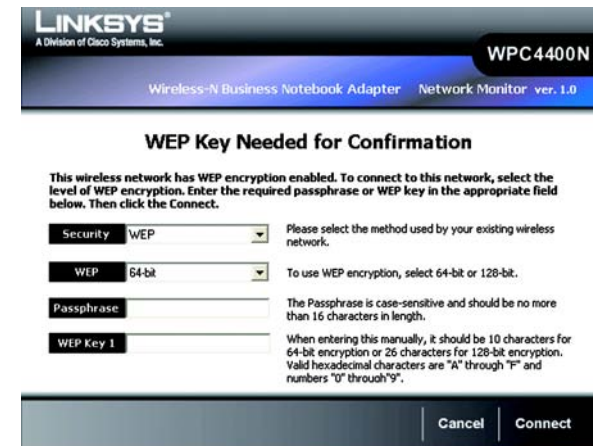 LINKSYS®
A Division of Cisco Systems, Inc.
WPC4400N
Wireless-N Business Notebook Adapter Network Monitor ver. 1.0
WEP Key Needed for Confirmation
This wireless network has WEP encryption enabled. To connect to this network, select the
level of WEP encryption. Enter the required passphrase or WEP key in the appropriate field
below. Then click the Connect.
Security WEP
Please select the method used by your existing wireless
network.
WEP 64-bit
To use WEP encryption, select 64-bit or 128-bit.
Passphrase
The Passphrase is case-sensitive and should be no more
than 16 characters in length.
WEP Key 1
When entering this manually, it should be 10 characters for
64-bit encryption or 26 characters for 128-bit encryption.
Valid hexadecimal characters are "A" through "F" and
numbers "0" through"9".
Cancel Connect